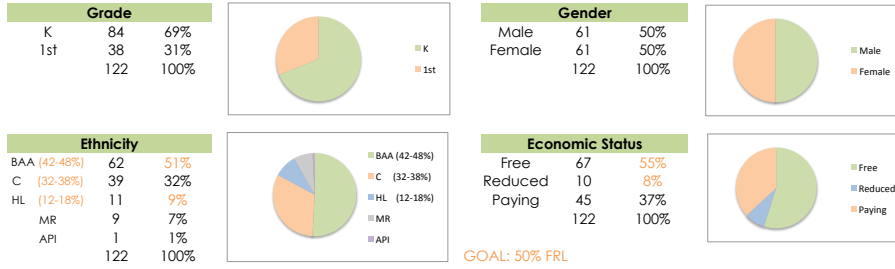 Grade
K 84 69%
1st 38 31%
122 100%
K
1st
Gender
Male 61 50%
Female 61 50%
122 100%
Male
Female
Ethnicity
BAA (42-48%) 62 51%
C (32-38%) 39 32%
HL (12-18%) 11 9%
MR 9 7%
API 1 1%
122 100%
BAA (42-48%)
C (32-38%)
HL (12-18%)
MR
API
Economic Status
Free 67 55%
Reduced 10 8%
Paying 45 37%
122 100%
GOAL: 50% FRL
Free
Reduced
Paying